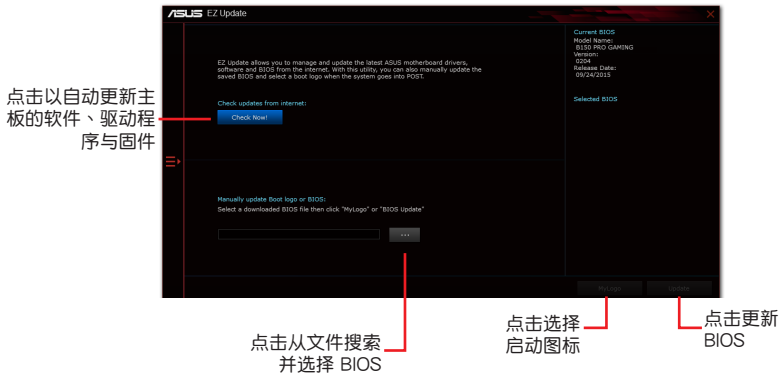 ASUS EZ Update
Current BIOS
Model Name:
B150 PRO GAMING
Version:
0204
Release Date:
09/24/2015
Selected BIOS
EZ Update allows you to manage and update the latest ASUS motherboard drivers,
software and BIOS from the internet. With this utility, you can also manually update the
saved BIOS and select a boot logo when the system goes into POST.
Check updates from internet:
Check Now!
点击以自动更新主
板的软件、驱动程
序与固件
Manually update Boot logo or BIOS:
Select a downloaded BIOS file then click "MyLogo" or "BIOS Update"
...
MyLogo
Update
点击从文件搜索
并选择 BIOS
点击选择
启动图标
点击更新
BIOS